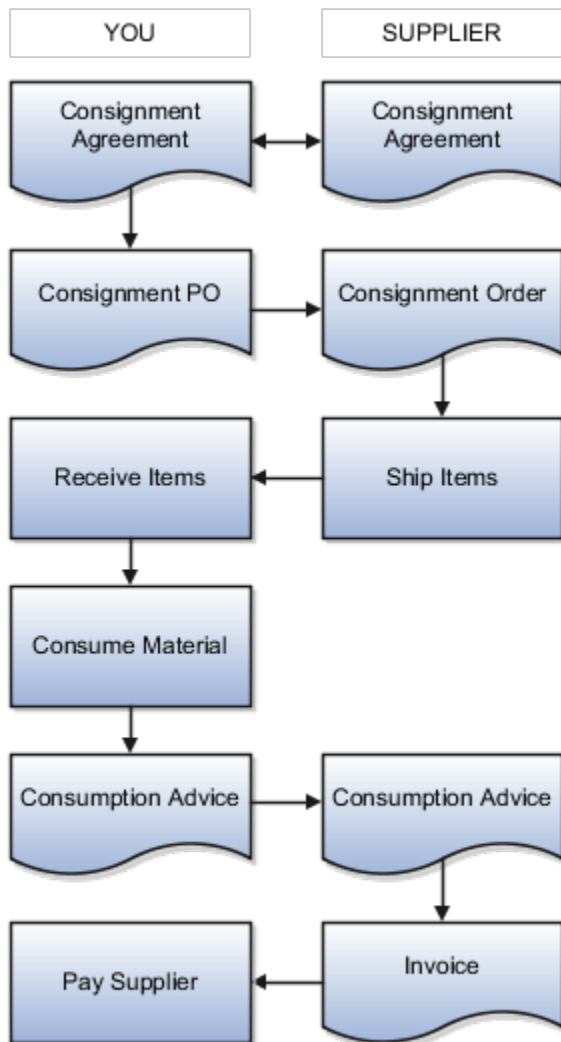 YOU
SUPPLIER
Consignment
Agreement
Consignment
Agreement
Consignment PO
Consignment Order
Receive Items
Ship Items
Consume Material
Consumption Advice
Consumption Advice
Pay Supplier
Invoice